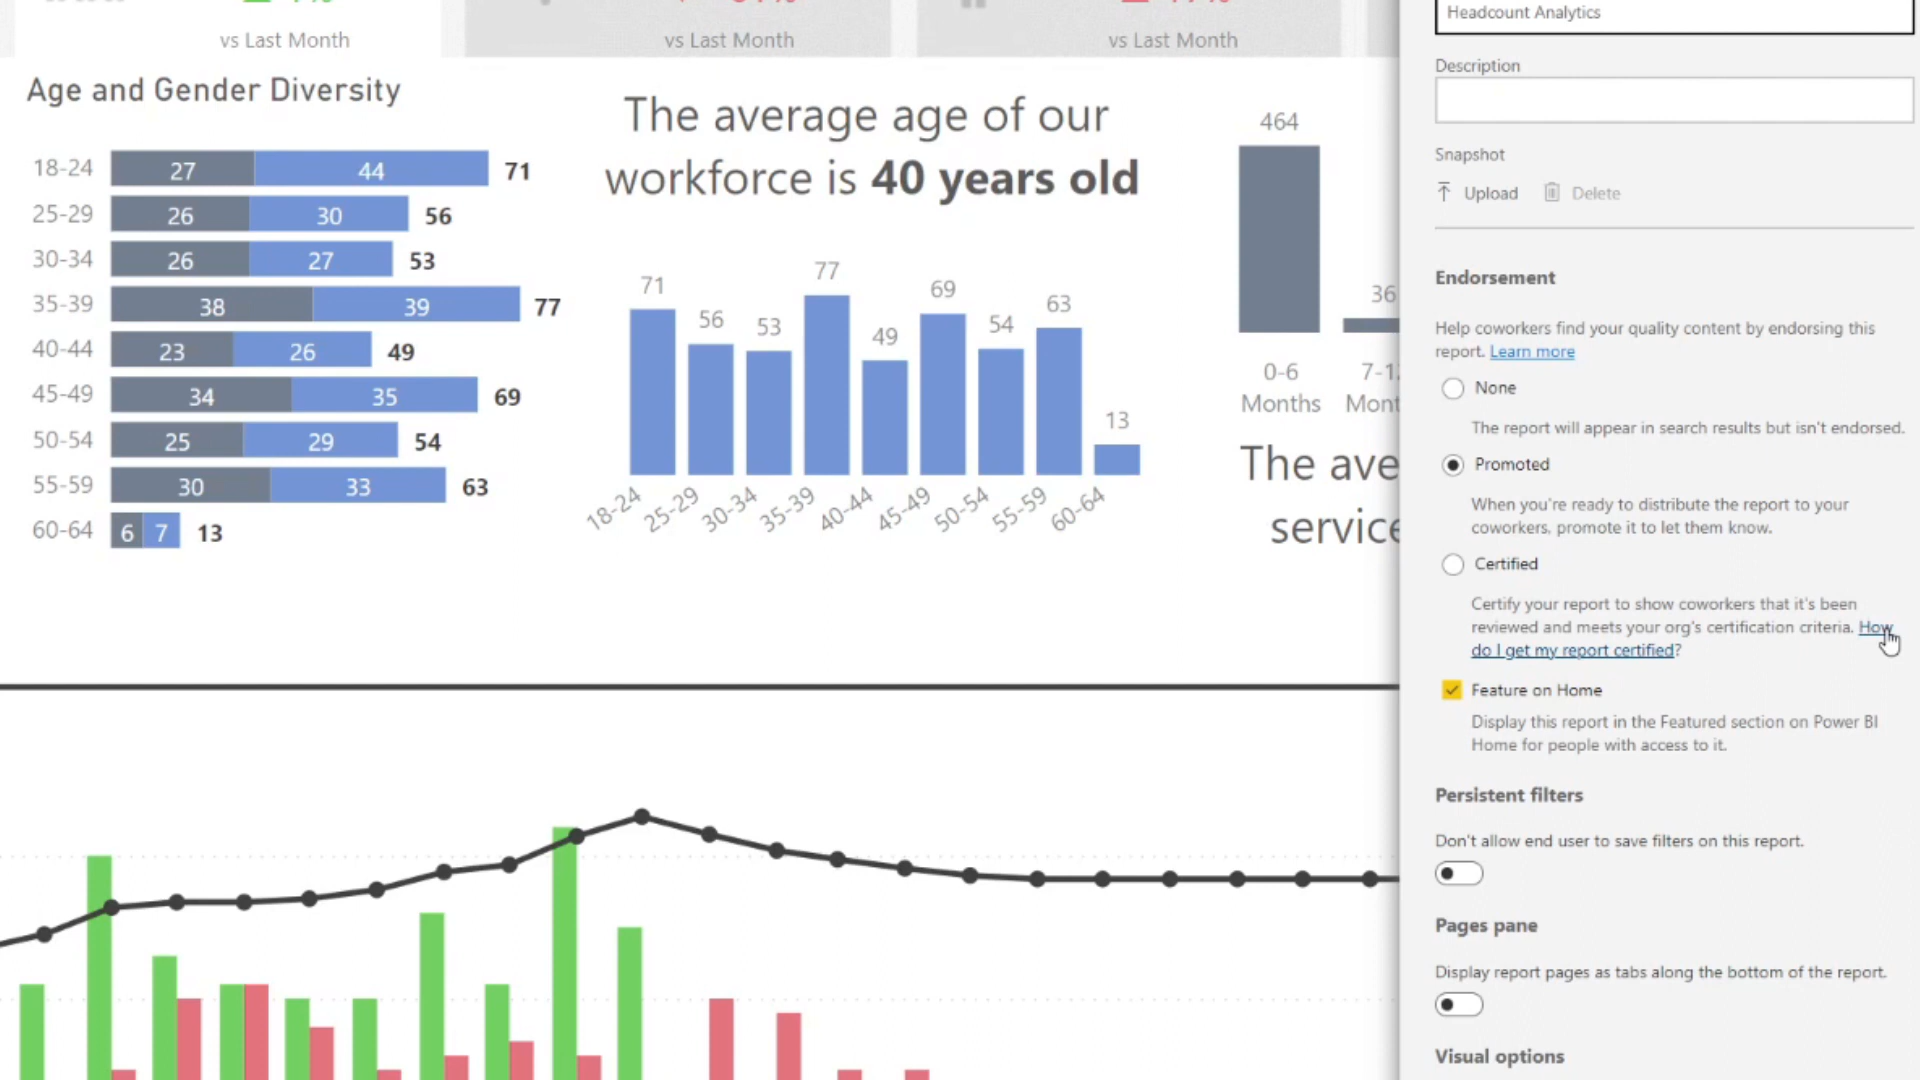 vs Last Month
vs Last Month
vs Last Month
Age and Gender Diversity
18-24 27 44 71
25-29 26 30 56
30-34 26 27 53
35-39 38 39 77
40-44 23 26 49
45-49 34 35 69
50-54 25 29 54
55-59 30 33 63
60-64 6 7 13
The average age of our
workforce is 40 years old
71 56 53 77 49 69 54 63 13
18-24 25-29 30-34 35-39 40-44 45-49 50-54 55-59 60-64
464
36
0-6
Months
The ave
service
Headcount Analytics
Description
Snapshot
Upload Delete
Endorsement
Help coworkers find your quality content by endorsing this
report. Learn more
None
The report will appear in search results but isn't endorsed.
Promoted
When you're ready to distribute the report to your
coworkers, promote it to let them know.
Certified
Certify your report to show coworkers that it's been
reviewed and meets your org's certification criteria. How
do I get my report certified?
Feature on Home
Display this report in the Featured section on Power BI
Home for people with access to it.
Persistent filters
Don't allow end user to save filters on this report.
Pages pane
Display report pages as tabs along the bottom of the report.
Visual options